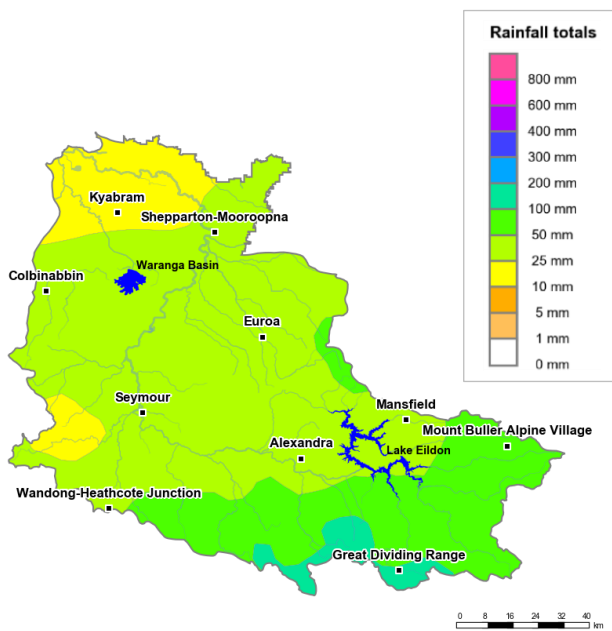 Rainfall totals
800 mm
600 mm
400 mm
300 mm
200 mm
100 mm
50 mm
25 mm
10 mm
5 mm
1 mm
0 mm
Kyabram
Shepparton-Mooroopna
Waranga Basin
Colbinabbin
Euroa
Seymour
Mansfield
Mount Buller Alpine Village
Alexandra
Lake Eildon
Wandong-Heathcote Junction
Great Dividing Range
0 8 16 24 32 40
km